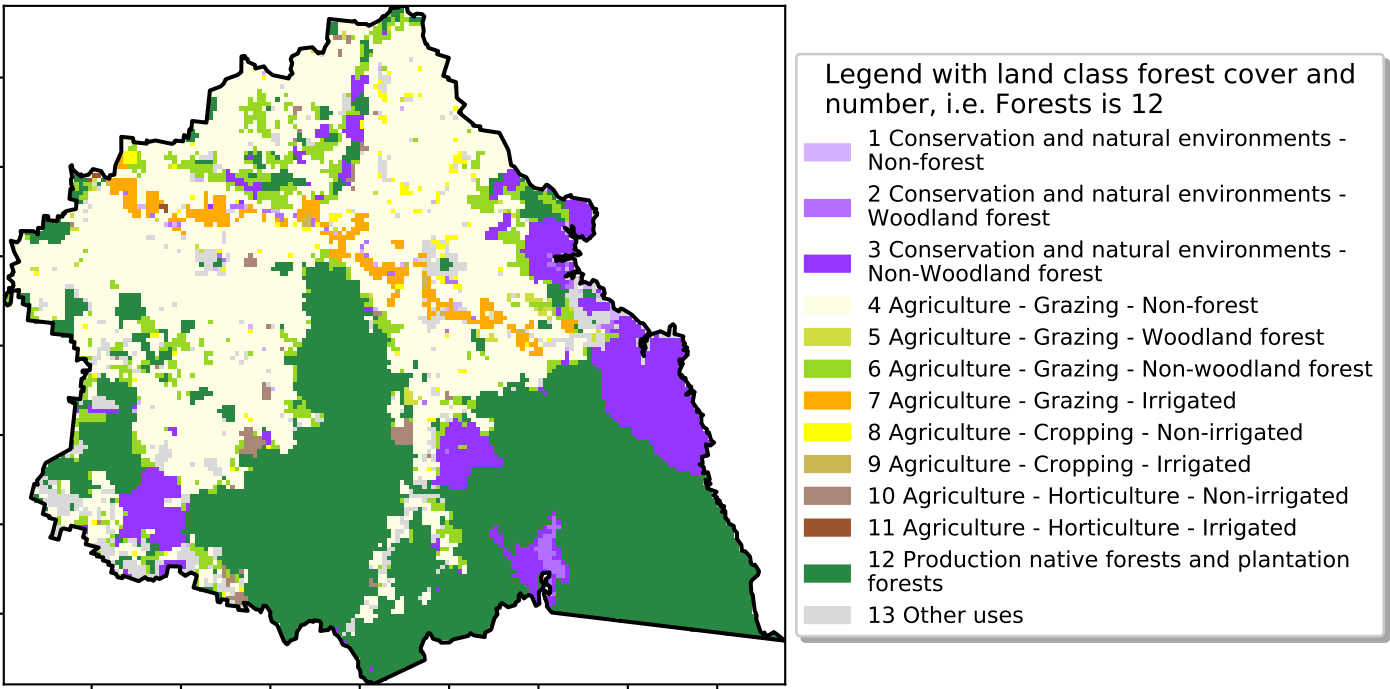 Legend with land class forest cover and
number, i.e. Forests is 12
1 Conservation and natural environments -
Non-forest
2 Conservation and natural environments -
Woodland forest
3 Conservation and natural environments -
Non-Woodland forest
4 Agriculture - Grazing - Non-forest
5 Agriculture - Grazing - Woodland forest
6 Agriculture - Grazing - Non-woodland forest
7 Agriculture - Grazing - Irrigated
8 Agriculture - Cropping - Non-irrigated
9 Agriculture - Cropping - Irrigated
10 Agriculture - Horticulture - Non-irrigated
11 Agriculture - Horticulture - Irrigated
12 Production native forests and plantation
forests
13 Other uses